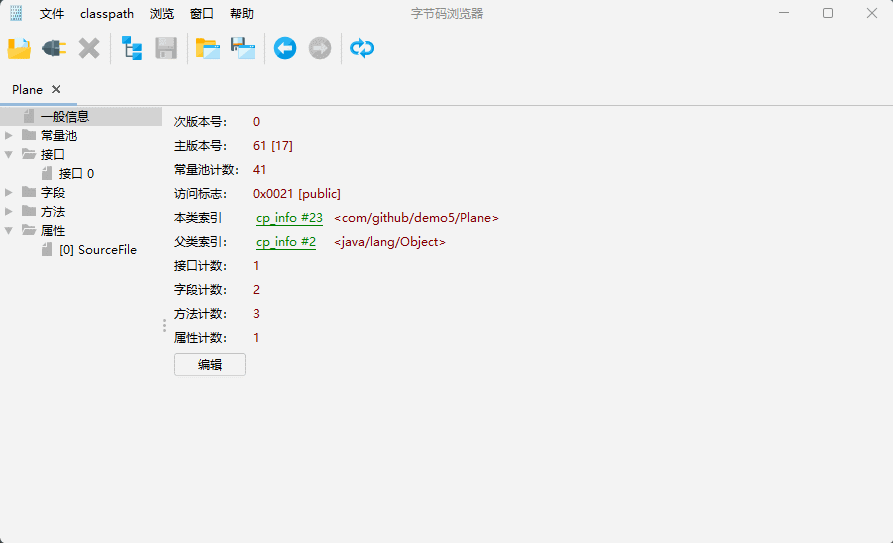 文件 classpath 浏览 窗口 帮助 字节码浏览器
Plane
一般信息
常量池
接口
接口 0
字段
方法
属性
[0] SourceFile
次版本号： 0
主版本号： 61 [17]
常量池计数： 41
访问标志： 0x0021 [public]
本类索引 cp_info #23 <com/github/demo5/Plane>
父类索引： cp_info #2 <java/lang/Object>
接口计数： 1
字段计数： 2
方法计数： 3
属性计数： 1
编辑